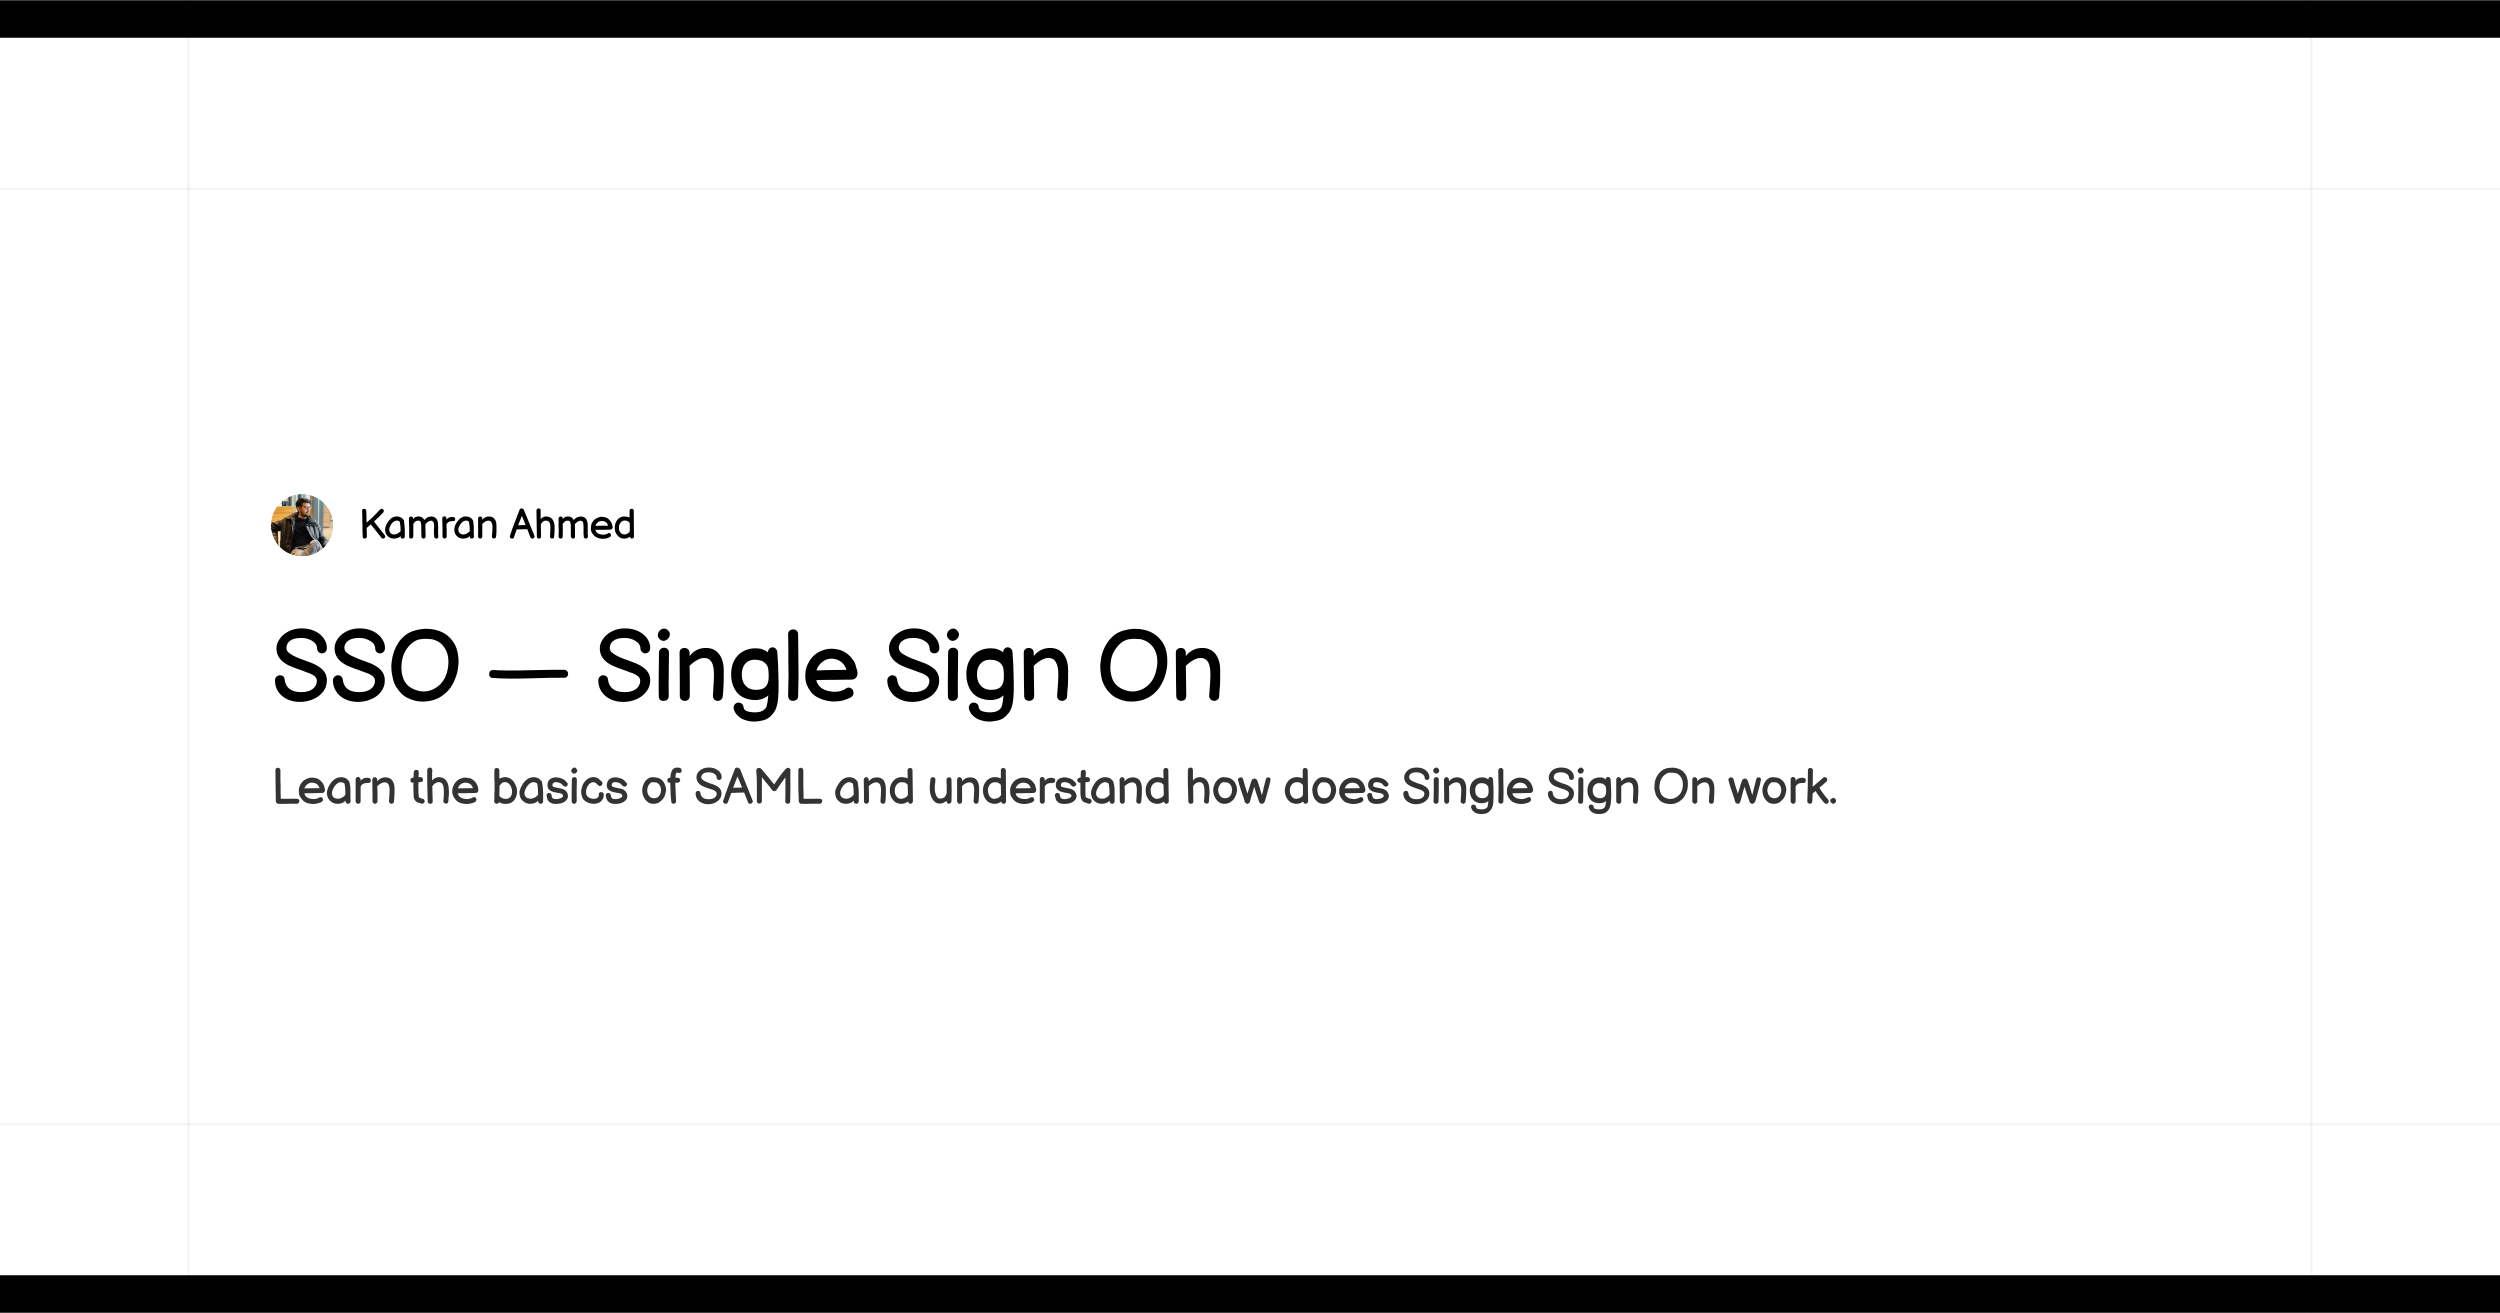 Kamran Ahmed
SSO — Single Sign On
Learn the basics of SAML and understand how does Single Sign On work.